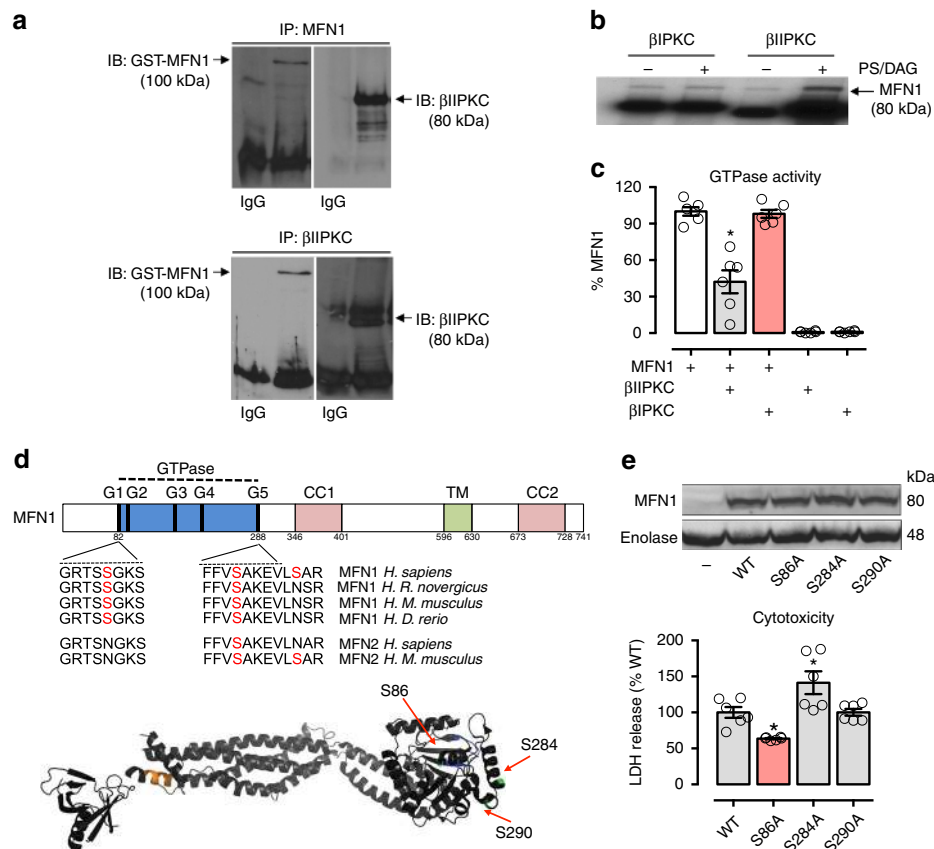 a
IP: MFN1
IB: GST-MFN1
(100 kDa)
IB: βIIPKC
(80 kDa)
IgG
IgG
IP: βIIPKC
IB: GST-MFN1
(100 kDa)
IB: βIIPKC
(80 kDa)
IgG
IgG
b
βIPKC βIIPKC
– + – + PS/DAG
MFN1
(80 kDa)
c
GTPase activity
% MFN1
120
90
60
30
0
*
MFN1 + + +
βIIPKC + +
βIPKC + +
d
GTPase
G1 G2 G3 G4 G5 CC1 TM CC2
MFN1
82 288 346 401 596 630 673 728 741
GRTSSGKS FFVSAKEVLSAR MFN1 H. sapiens
GRTSSGKS FFVSAKEVLNSR MFN1 H. R. novergicus
GRTSSGKS FFVSAKEVLNSR MFN1 H. M. musculus
GRTSSGKS FFVSAKEVLNSR MFN1 H. D. rerio
GRTSNGKS FFVSAKEVLNAR MFN2 H. sapiens
GRTSNGKS FFVSAKEVLSAR MFN2 H. M. musculus
S86
S284
S290
e
kDa
MFN1 80
Enolase 48
– WT S86A S284A S290A
Cytotoxicity
LDH release (% WT)
200
150
100
50
0
*
*
WT S86A S284A S290A